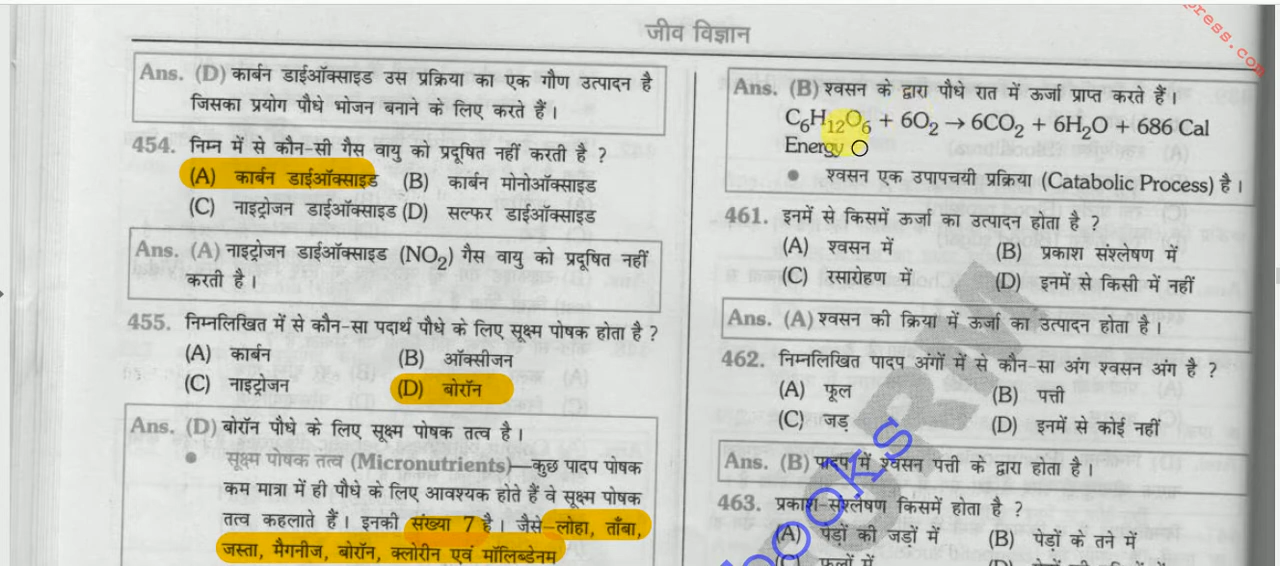 जीव विज्ञान
press.com
Ans. (D) कार्बन डाईऑक्साइड उस प्रक्रिया का एक गौण उत्पादन है
जिसका प्रयोग पौधे भोजन बनाने के लिए करते हैं।
454. निम्न में से कौन-सी गैस वायु को प्रदूषित नहीं करती है ?
(A) कार्बन डाईऑक्साइड (B) कार्बन मोनोऑक्साइड
(C) नाइट्रोजन डाईऑक्साइड (D) सल्फर डाईऑक्साइड
Ans. (A) नाइट्रोजन डाईऑक्साइड (NO₂) गैस वायु को प्रदूषित नहीं
करती है।
455. निम्नलिखित में से कौन-सा पदार्थ पौधे के लिए सूक्ष्म पोषक होता है ?
(A) कार्बन (B) ऑक्सीजन
(C) नाइट्रोजन (D) बोरॉन
Ans. (D) बोरॉन पौधे के लिए सूक्ष्म पोषक तत्व है।
• सूक्ष्म पोषक तत्व (Micronutrients)—कुछ पादप पोषक
कम मात्रा में ही पौधे के लिए आवश्यक होते हैं वे सूक्ष्म पोषक
तत्व कहलाते हैं। इनकी संख्या 7 है। जैसे–लोहा, ताँबा,
जस्ता, मैगनीज, बोरॉन, क्लोरीन एवं मॉलिब्डेनम
Ans. (B) श्वसन के द्वारा पौधे रात में ऊर्जा प्राप्त करते हैं।
C₆H₁₂O₆ + 6O₂ → 6CO₂ + 6H₂O + 686 Cal
Energy
• श्वसन एक उपापचयी प्रक्रिया (Catabolic Process) है।
461. इनमें से किसमें ऊर्जा का उत्पादन होता है ?
(A) श्वसन में (B) प्रकाश संश्लेषण में
(C) रसारोहण में (D) इनमें से किसी में नहीं
Ans. (A) श्वसन की क्रिया में ऊर्जा का उत्पादन होता है।
462. निम्नलिखित पादप अंगों में से कौन-सा अंग श्वसन अंग है ?
(A) फूल (B) पत्ती
(C) जड़ (D) इनमें से कोई नहीं
Ans. (B) पादप में श्वसन पत्ती के द्वारा होता है।
463. प्रकाश-संश्लेषण किसमें होता है ?
(A) पेड़ों की जड़ों में (B) पेड़ों के तने में
(C) फलों में
books